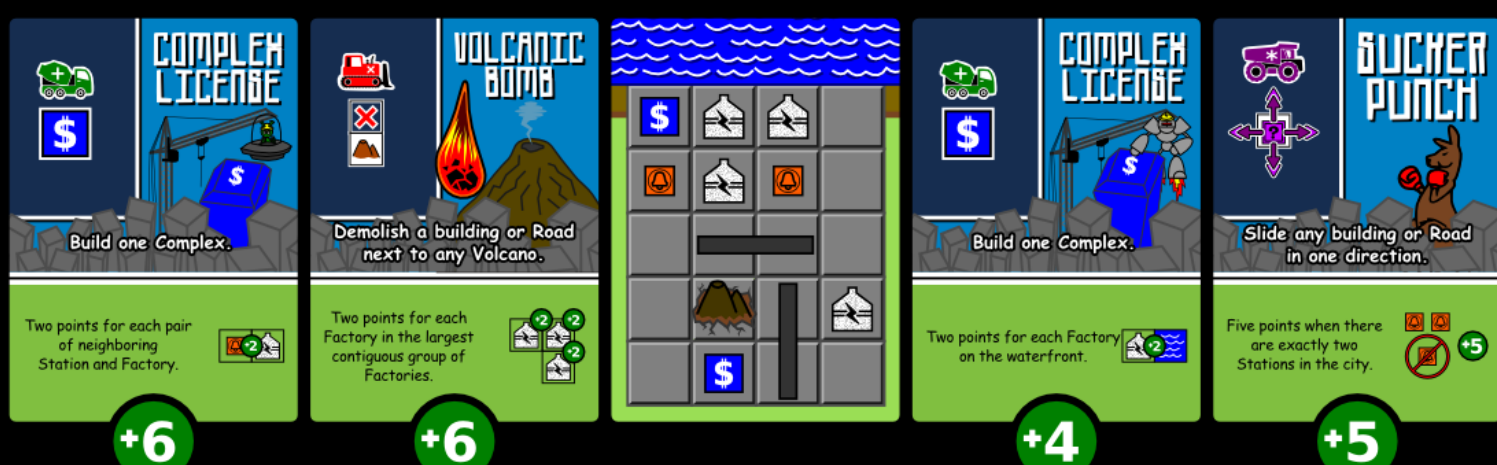 COMPLEX
LICENSE
$
$
Build one Complex.
Two points for each pair
of neighboring
Station and Factory.
+2
+6
VOLCANIC
BOMB
Demolish a building or Road
next to any Volcano.
Two points for each
Factory in the largest
contiguous group of
Factories.
+2
+2
+2
+6
$
$
COMPLEX
LICENSE
$
$
Build one Complex.
Two points for each Factory
on the waterfront.
+2
+4
SUCKER
PUNCH
*
?
Slide any building or Road
in one direction.
Five points when there
are exactly two
Stations in the city.
+5
+5